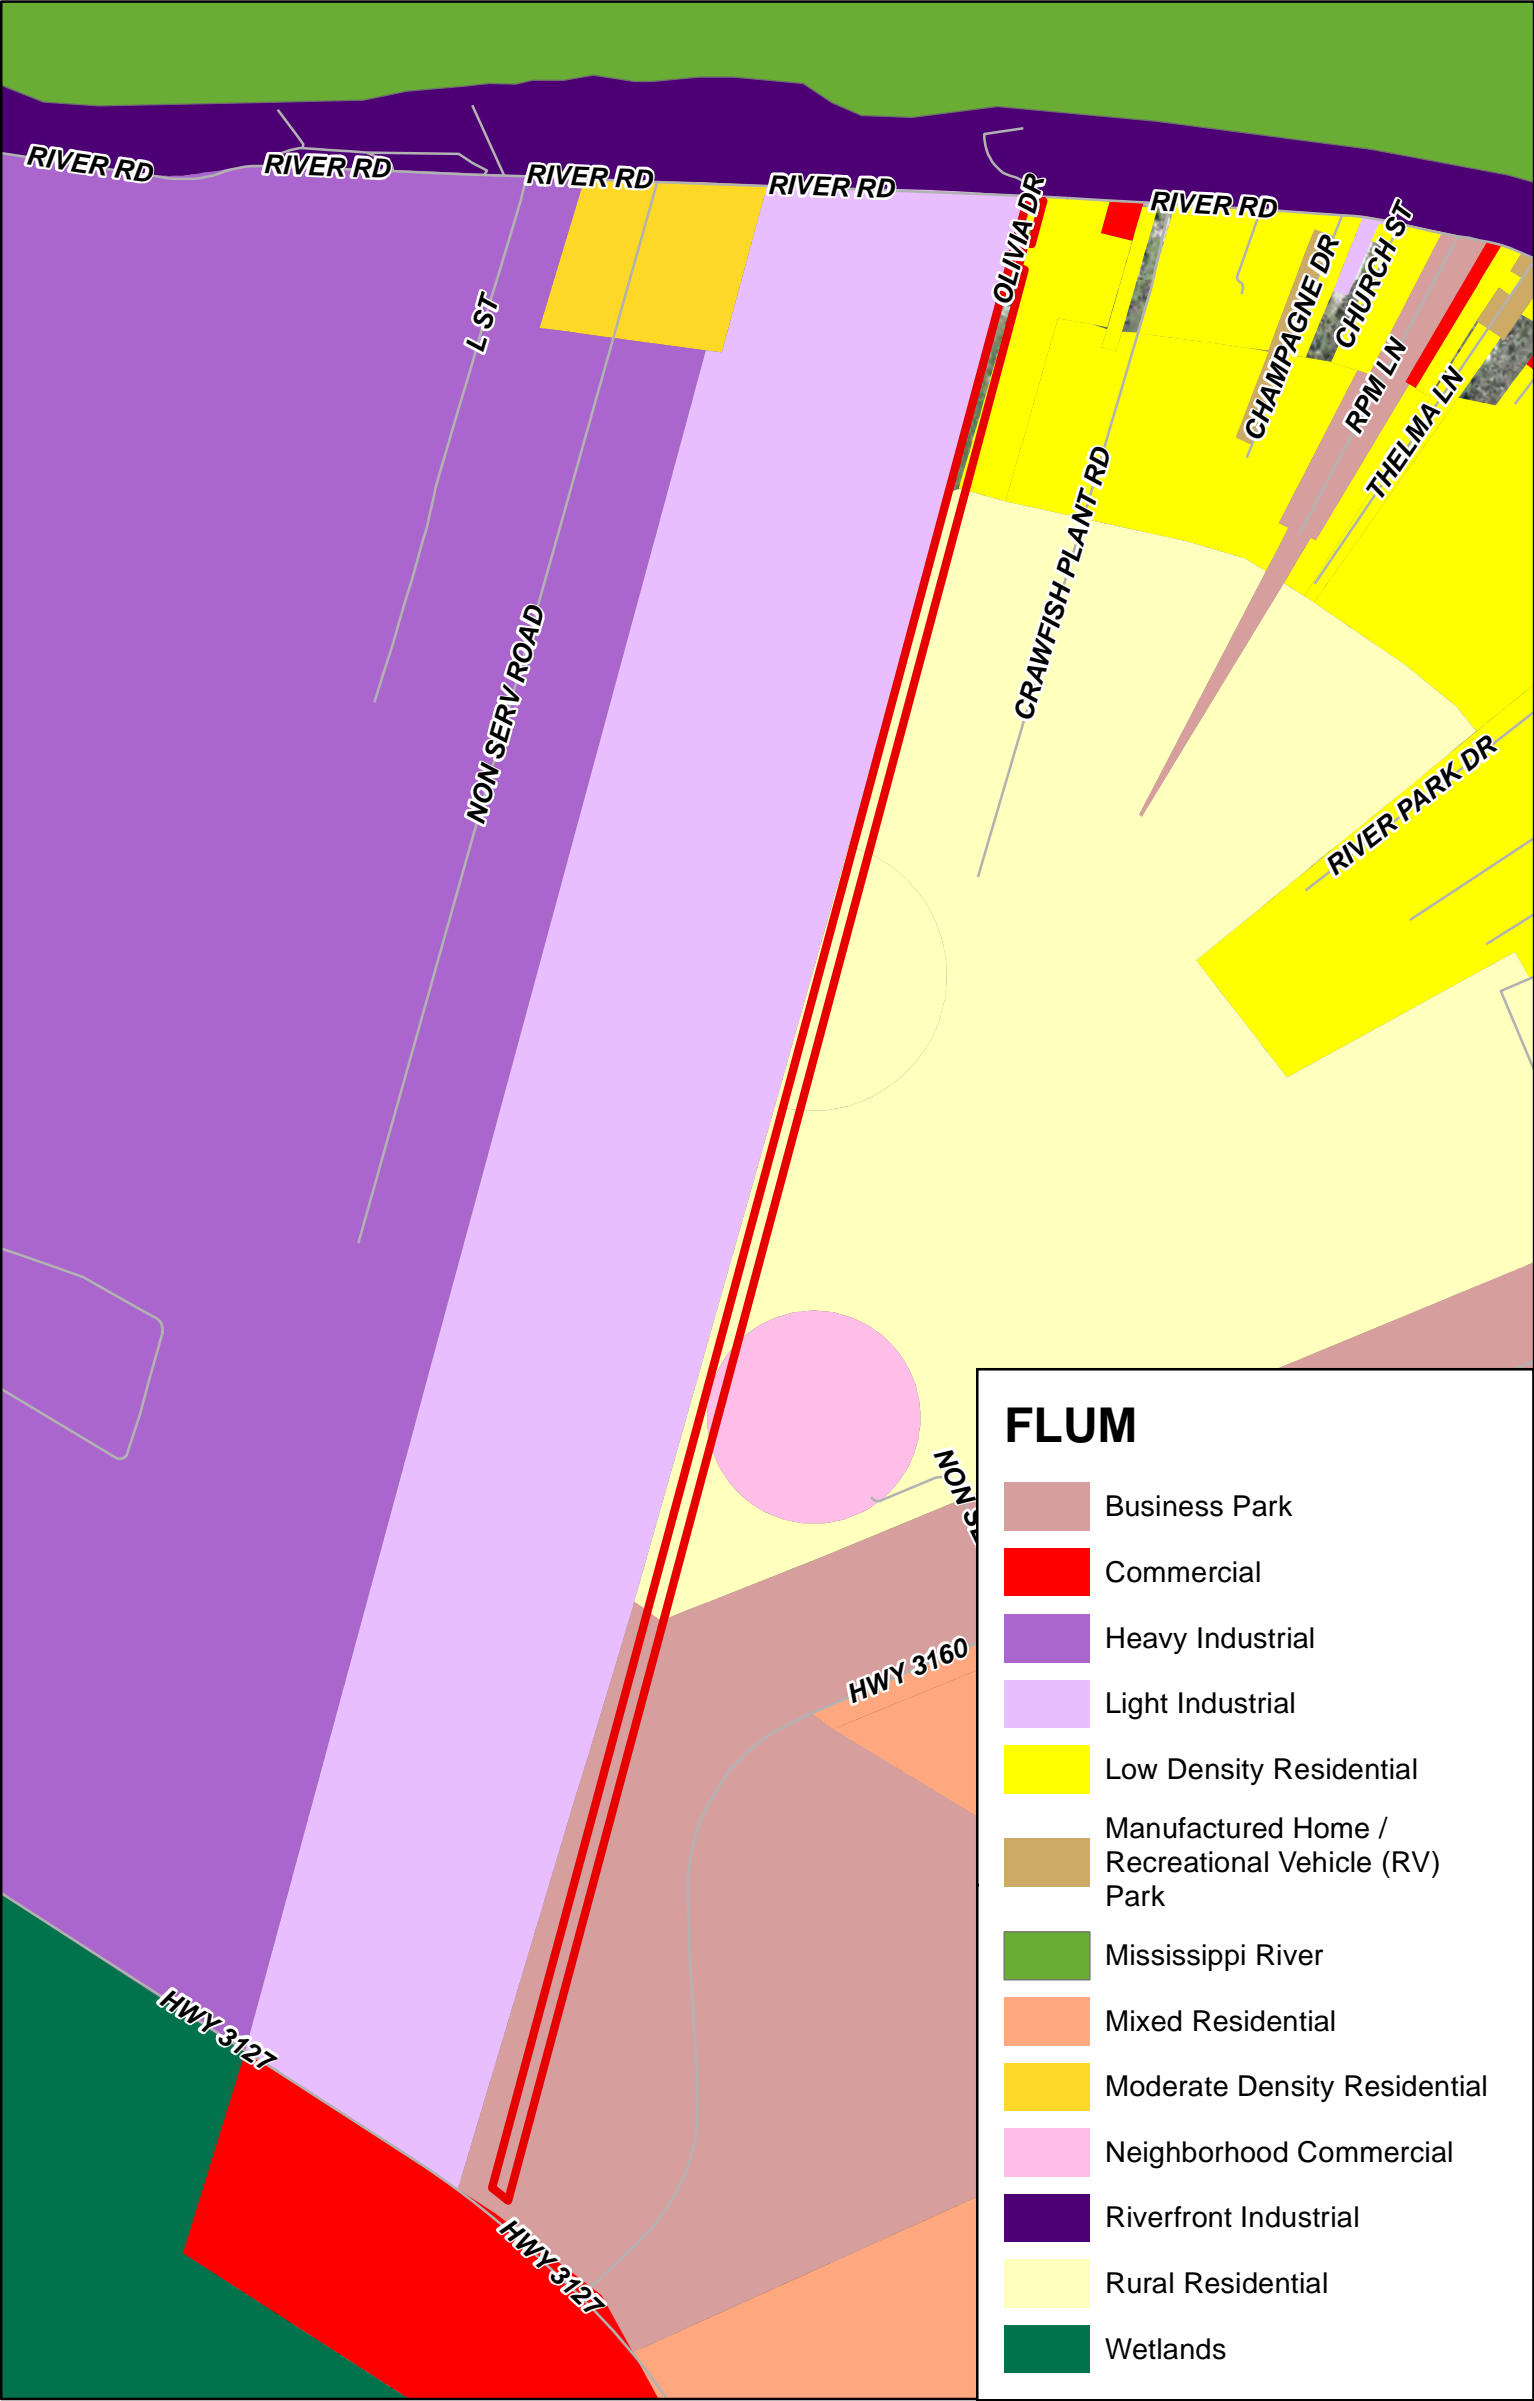 RIVER RD
RIVER RD
RIVER RD
RIVER RD
RIVER RD
OLIVIA DR
CHAMPAGNE DR
CHURCH ST
L ST
RPM LN
THELMA LN
CRAWFISH PLANT RD
NON SERV ROAD
RIVER PARK DR
NON SE
HWY 3160
HWY 3127
HWY 3127
FLUM
Business Park
Commercial
Heavy Industrial
Light Industrial
Low Density Residential
Manufactured Home /
Recreational Vehicle (RV)
Park
Mississippi River
Mixed Residential
Moderate Density Residential
Neighborhood Commercial
Riverfront Industrial
Rural Residential
Wetlands